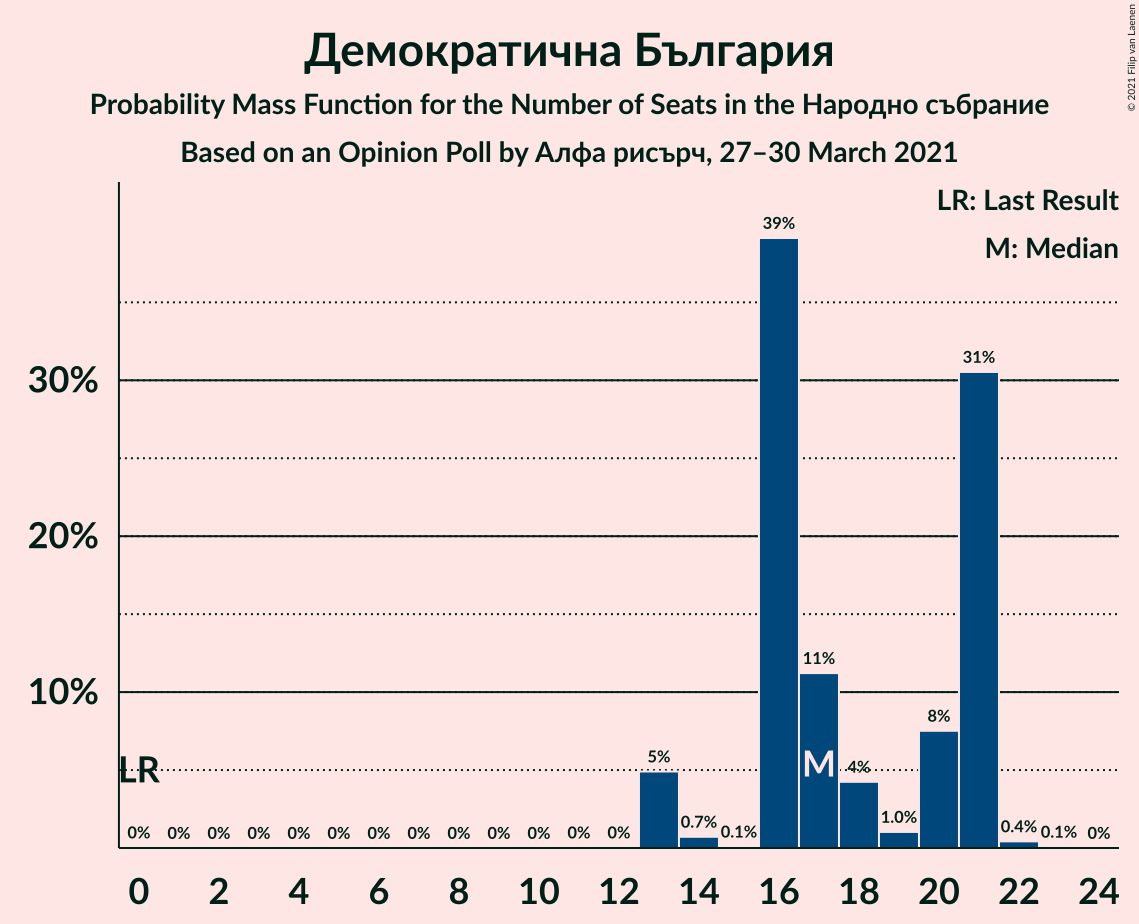 Демократична България
Probability Mass Function for the Number of Seats in the Народно събрание
Based on an Opinion Poll by Алфа рисърч, 27–30 March 2021
© 2021 Filip van Laenen
LR: Last Result
M: Median
39%
31%
30%
20%
11%
10%
8%
5%
M
4%
LR
0% 0% 0% 0% 0% 0% 0% 0% 0% 0% 0% 0% 0% 0.7% 0.1% 1.0% 0.4% 0.1% 0%
0 2 4 6 8 10 12 14 16 18 20 22 24